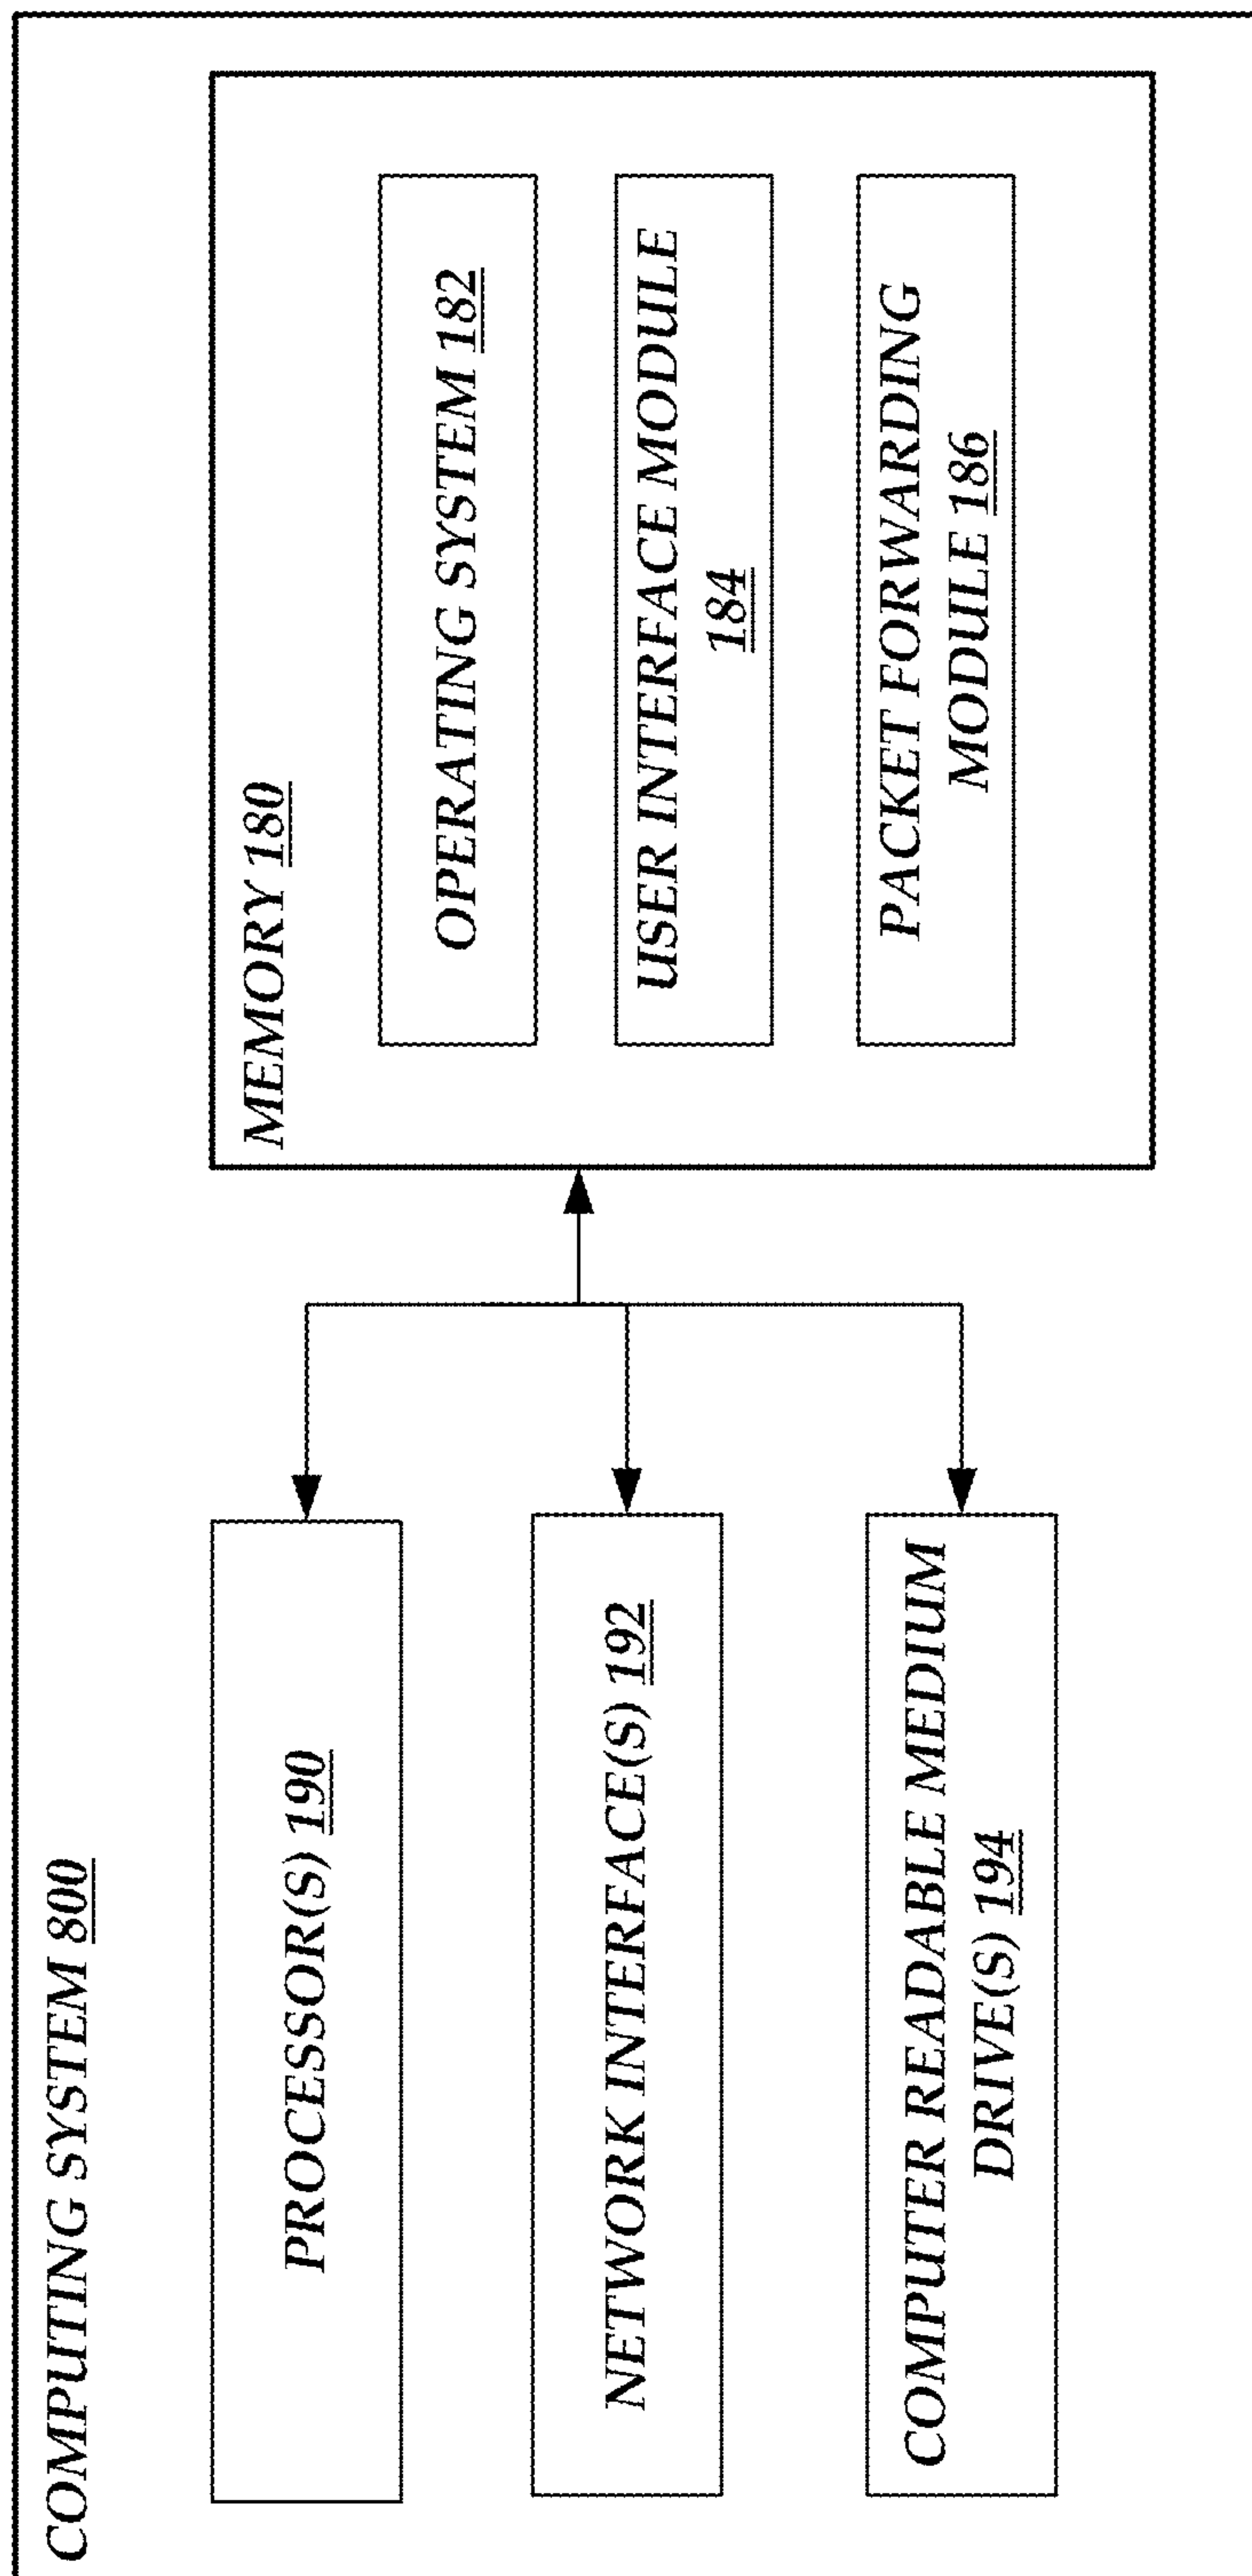 COMPUTING SYSTEM 800
PROCESSOR(S) 190
NETWORK INTERFACE(S) 192
COMPUTER READABLE MEDIUM
DRIVE(S) 194
MEMORY 180
OPERATING SYSTEM 182
USER INTERFACE MODULE
184
PACKET FORWARDING
MODULE 186